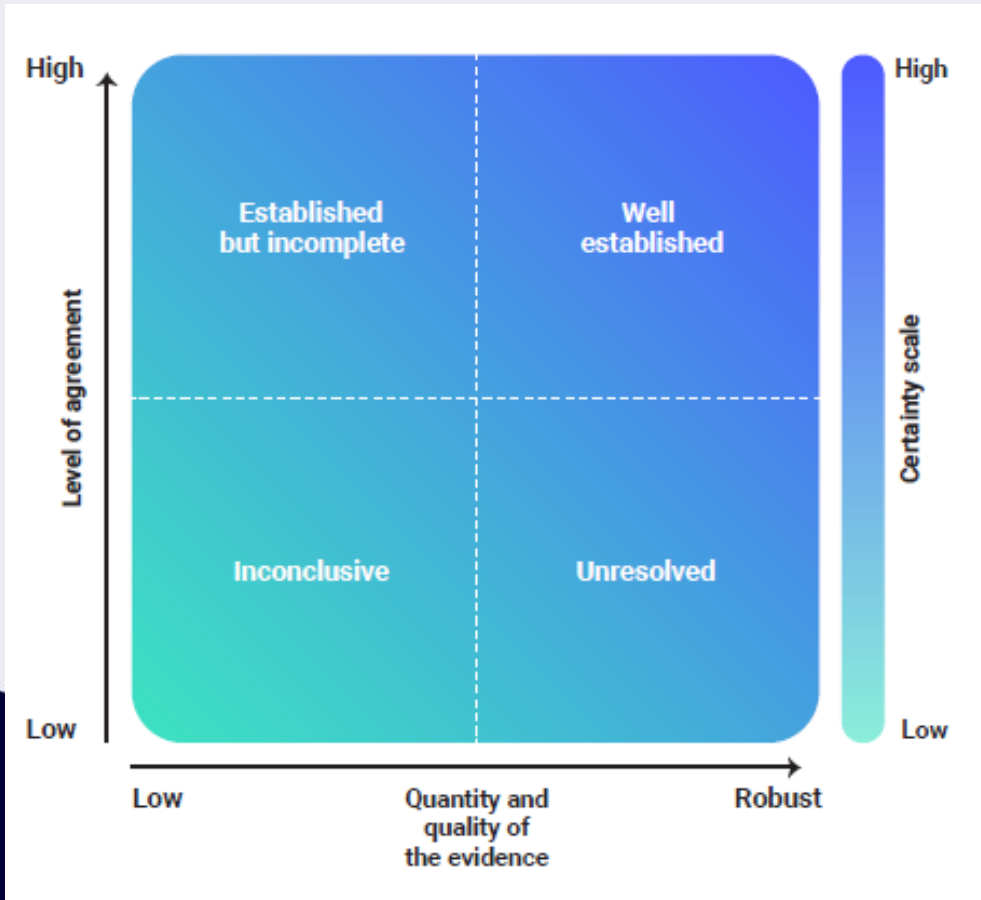 High
High
Established
but incomplete
Well
established
Level of agreement
Certainty scale
Inconclusive
Unresolved
Low
Low
Low
Quantity and
quality of
the evidence
Robust